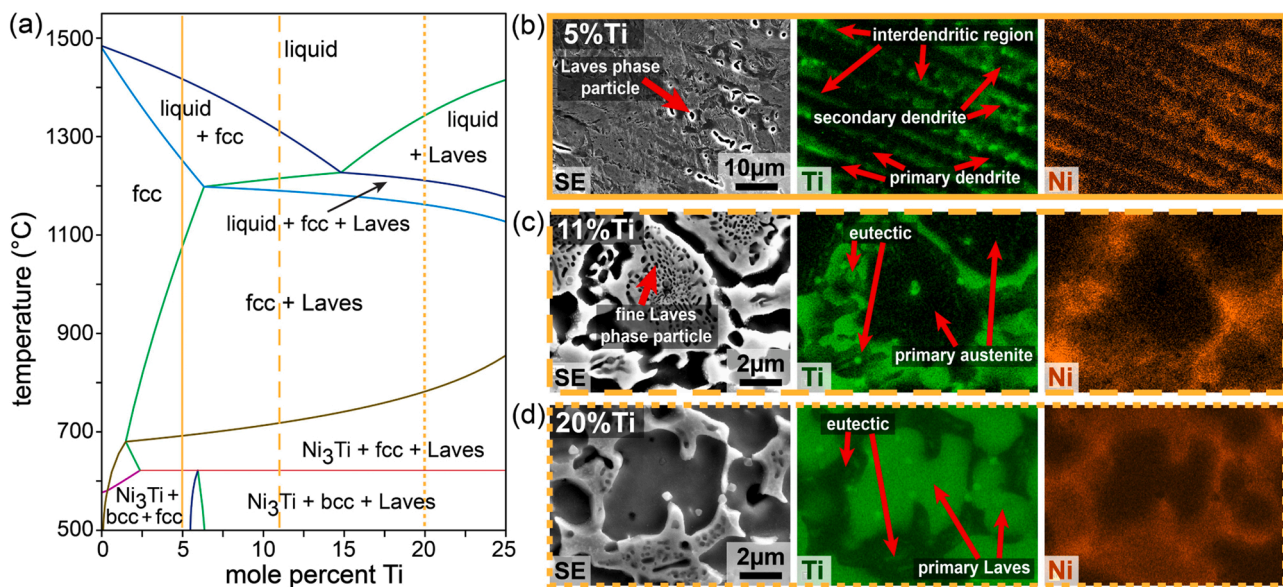 (a)
1500
1300
1100
900
700
500
temperature (°C)
0
5
10
15
20
25
mole percent Ti
liquid
liquid
+ fcc
liquid
+ Laves
fcc
liquid + fcc + Laves
fcc + Laves
Ni3Ti + fcc + Laves
Ni3Ti +
bcc + fcc
Ni3Ti + bcc + Laves
(b)
5%Ti
Laves phase
particle
SE
10µm
interdendritic region
secondary dendrite
primary dendrite
Ti
Ni
(c)
11%Ti
fine Laves
phase particle
SE
2µm
eutectic
primary austenite
Ti
Ni
(d)
20%Ti
SE
2µm
eutectic
primary Laves
Ti
Ni